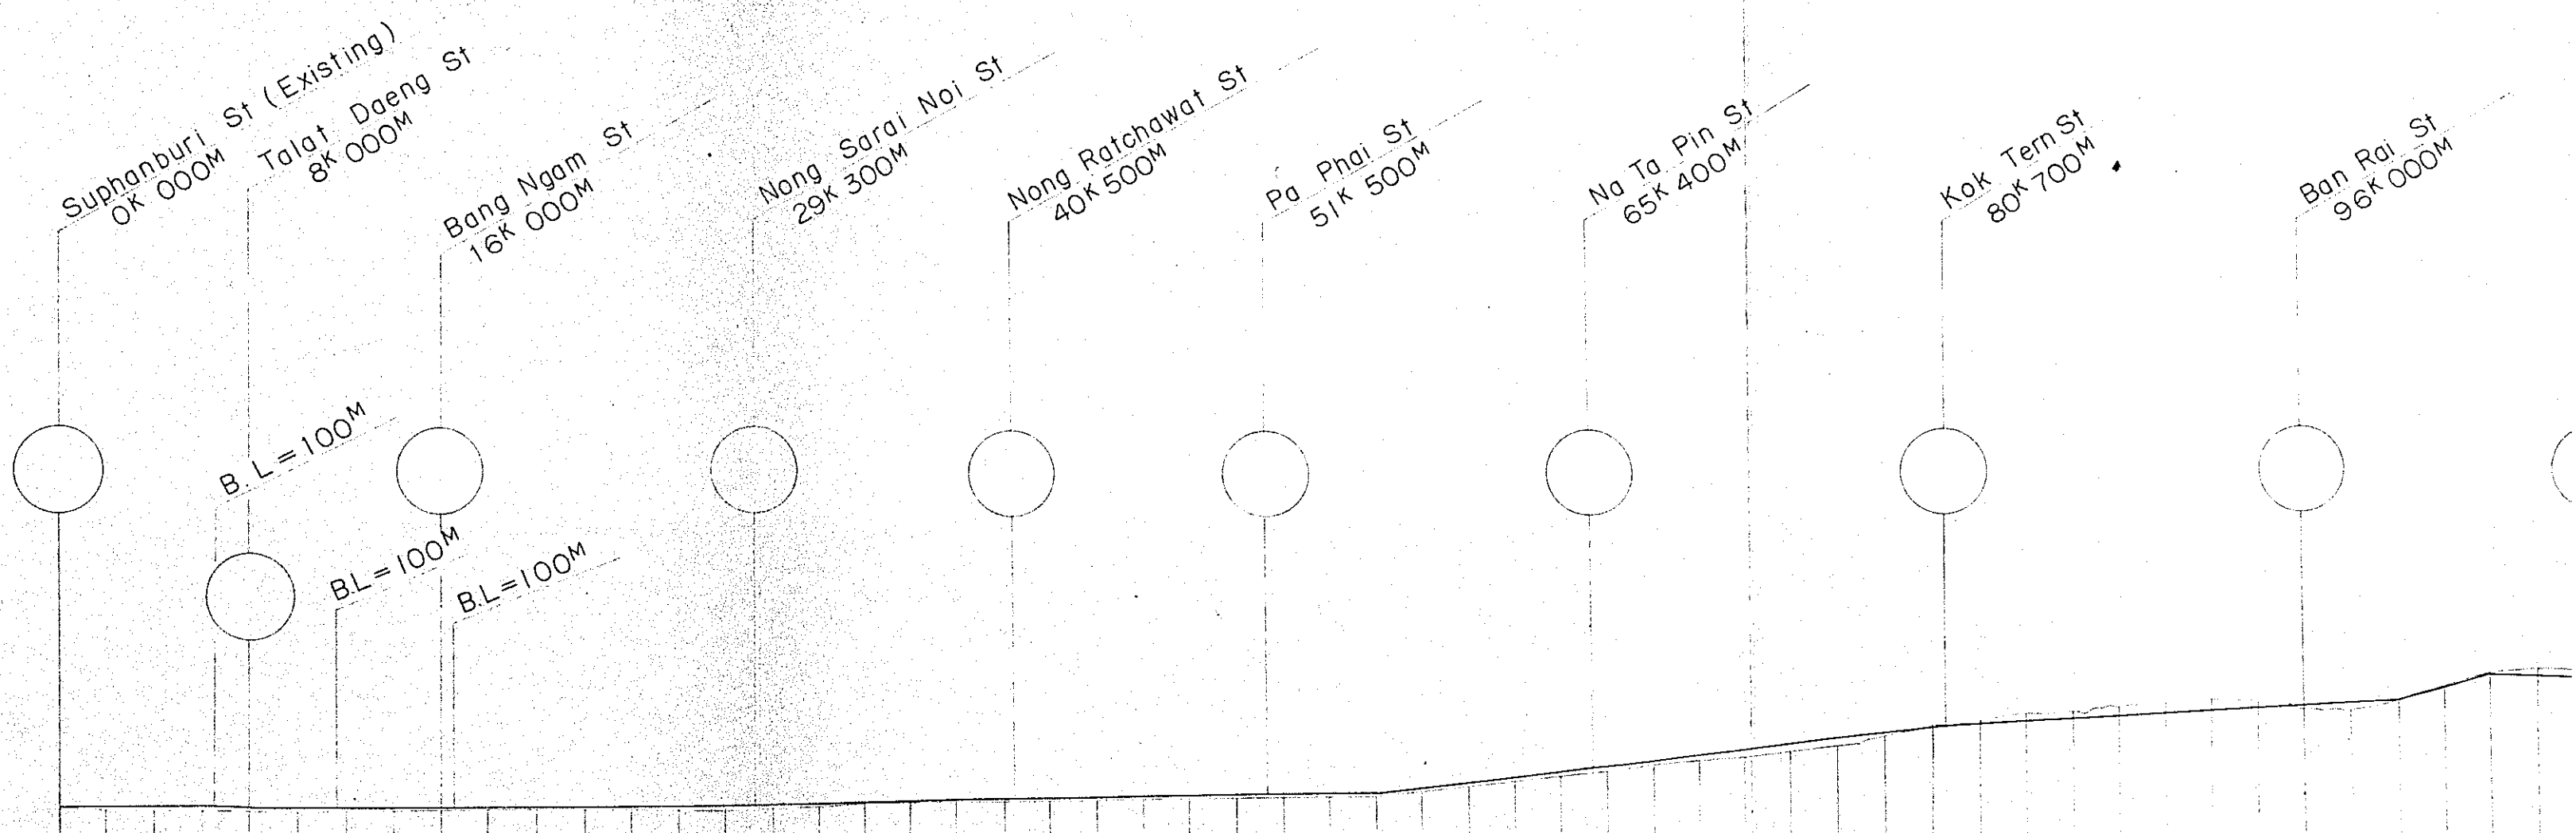 Suphanburi St (Existing)
0K 000M
Talat Daeng St
8K 000M
Bang Ngam St
16K 000M
Nong Sarai Noi St
29K 300M
Nong Ratchawat St
40K 500M
Pa Phai St
51K 500M
Na Ta Pin St
65K 400M
Kok Tern St
80K 700M
Ban Rai St
96K 000M
B.L=100M
B.L=100M
B.L=100M